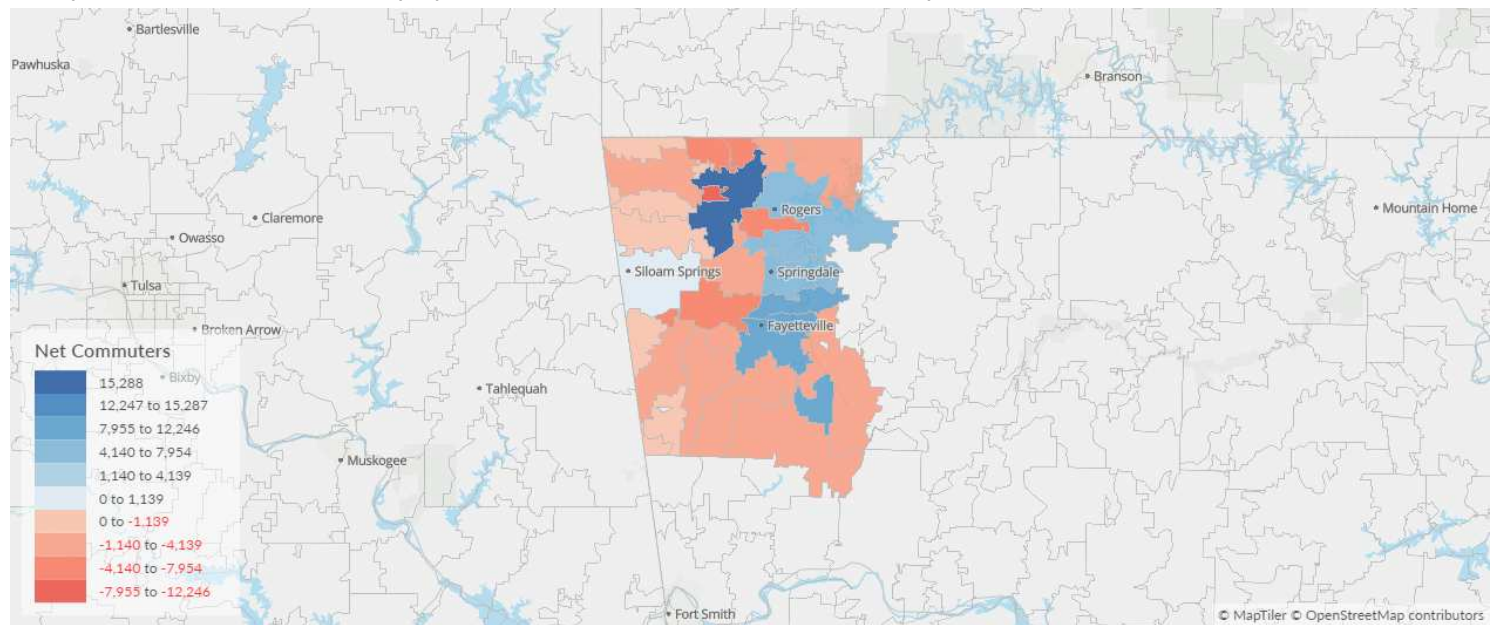 Bartlesville
Pawhuska
Branson
Rogers
Mountain Home
Claremore
Owasso
Siloam Springs
Springdale
Tulsa
Broken Arrow
Fayetteville
Net Commuters
15,288
Bixby
12,247 to 15,287
Tahlequah
7,955 to 12,246
4,140 to 7,954
1,140 to 4,139
Muskogee
0 to 1,139
0 to -1,139
-1,140 to -4,139
-4,140 to -7,954
-7,955 to -12,246
Fort Smith
© MapTiler © OpenStreetMap contributors